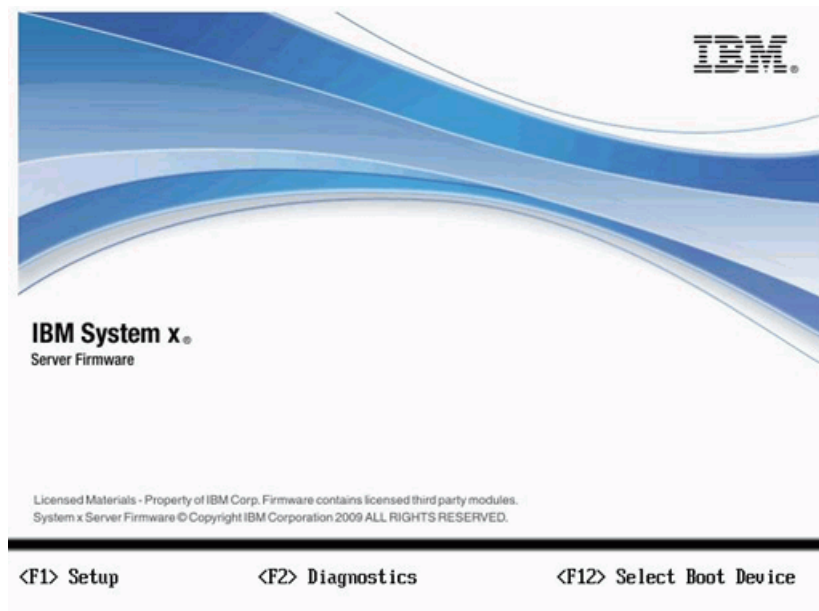 IBM®
IBM System x®
Server Firmware
Licensed Materials - Property of IBM Corp. Firmware contains licensed third party modules.
System x Server Firmware © Copyright IBM Corporation 2009 ALL RIGHTS RESERVED.
<F1> Setup <F2> Diagnostics <F12> Select Boot Device